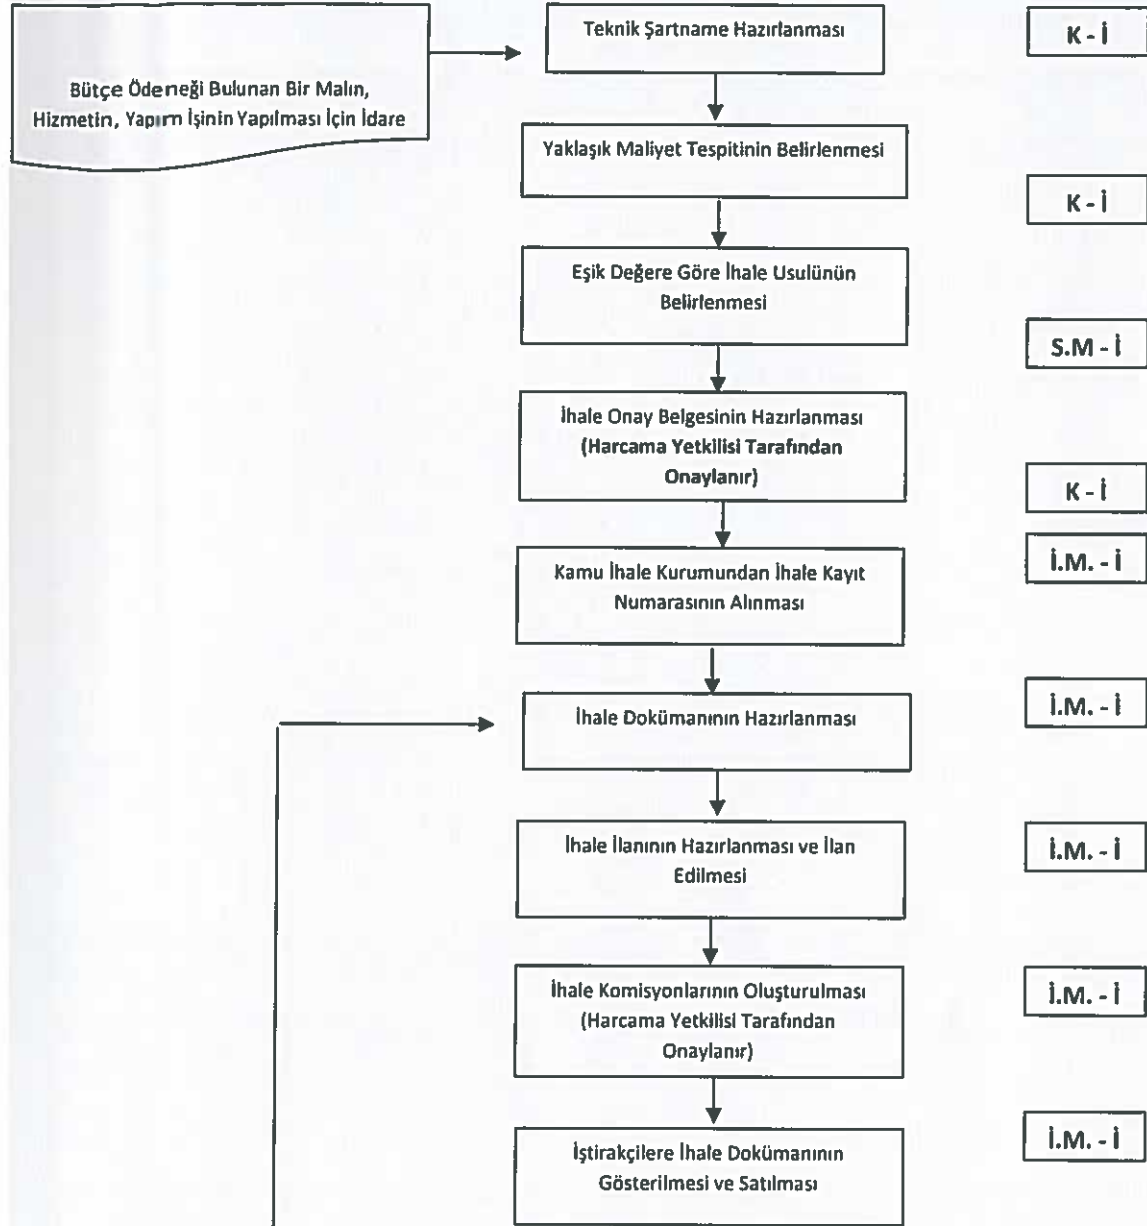 Bütçe Ödeneği Bulunan Bir Malın,
Hizmetin, Yapım İşinin Yapılması İçin İdare
Teknik Şartname Hazırlanması
K - İ
Yaklaşık Maliyet Tespitinin Belirlenmesi
K - İ
Eşik Değere Göre İhale Usulünün
Belirlenmesi
S.M - İ
İhale Onay Belgesinin Hazırlanması
(Harcama Yetkilisi Tarafından
Onaylanır)
K - İ
Kamu İhale Kurumundan İhale Kayıt
Numarasının Alınması
İ.M. - İ
İhale Dokümanının Hazırlanması
İ.M. - İ
İhale İlanının Hazırlanması ve İlan
Edilmesi
İ.M. - İ
İhale Komisyonlarının Oluşturulması
(Harcama Yetkilisi Tarafından
Onaylanır)
İ.M. - İ
İştirakçilere İhale Dokümanının
Gösterilmesi ve Satılması
İ.M. - İ